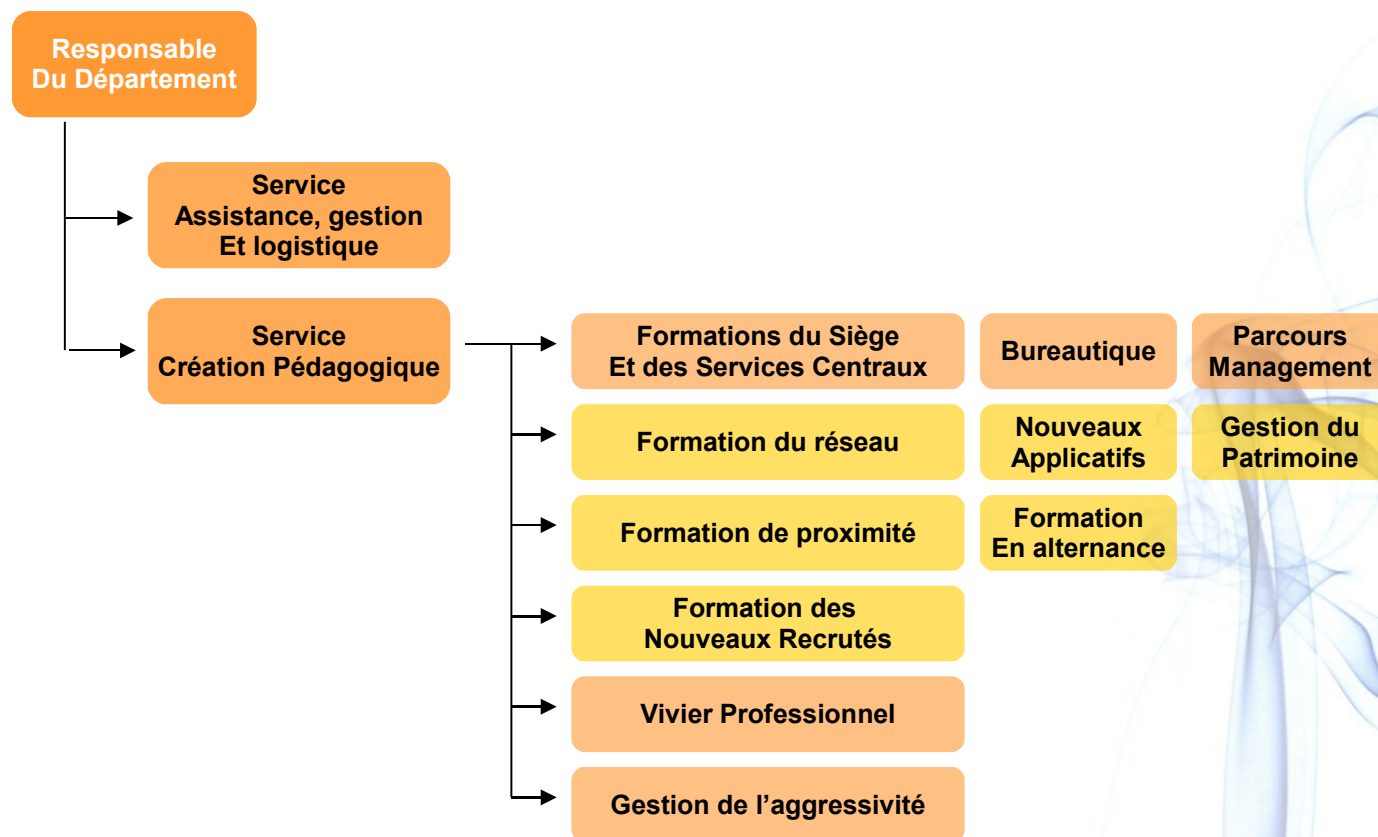 Responsable
Du Département
Service
Assistance, gestion
Et logistique
Service
Création Pédagogique
Formations du Siège
Et des Services Centraux
Bureautique
Parcours
Management
Formation du réseau
Nouveaux
Applicatifs
Gestion du
Patrimoine
Formation de proximité
Formation
En alternance
Formation des
Nouveaux Recrutés
Vivier Professionnel
Gestion de l’aggressivité